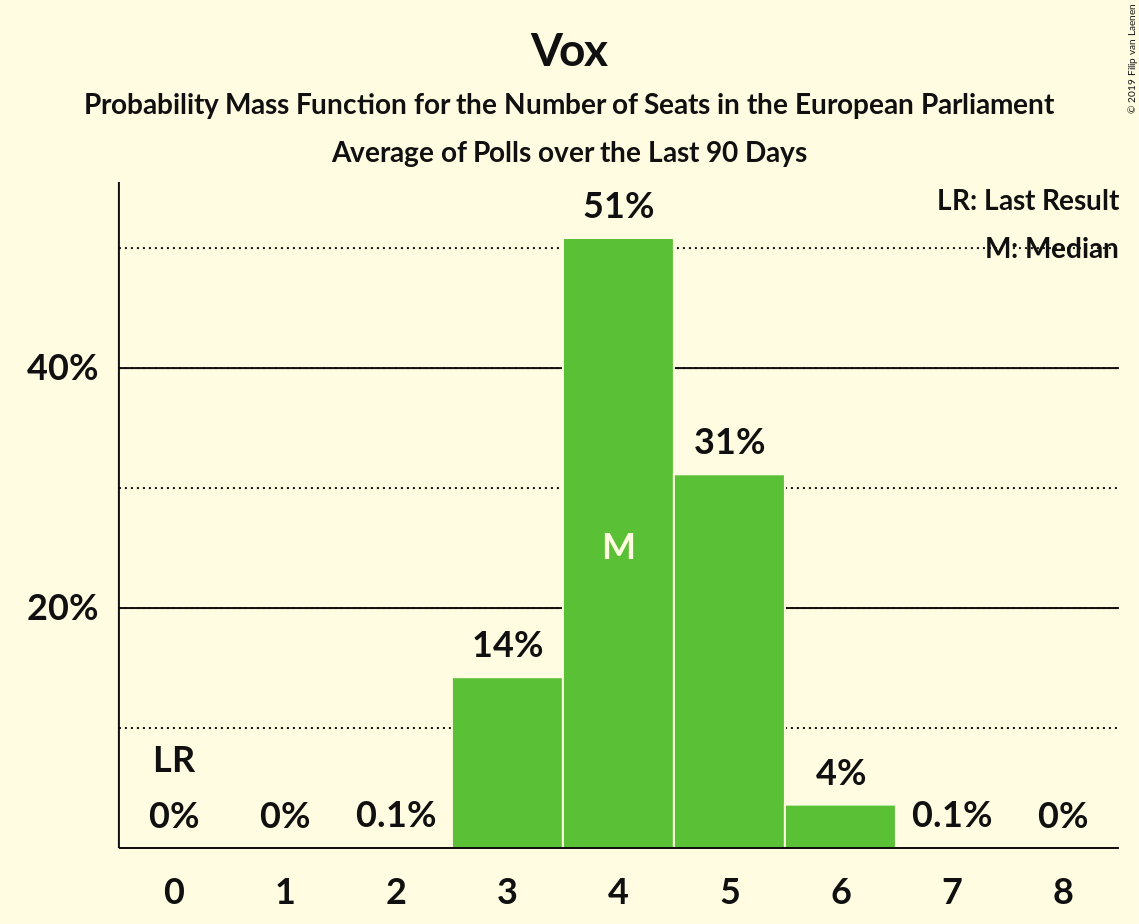 Vox
Probability Mass Function for the Number of Seats in the European Parliament
Average of Polls over the Last 90 Days
© 2019 Filip van Laenen
LR: Last Result
M: Median
51%
40%
31%
M
20%
14%
LR
4%
0% 0% 0.1% 0.1% 0%
0 1 2 3 4 5 6 7 8